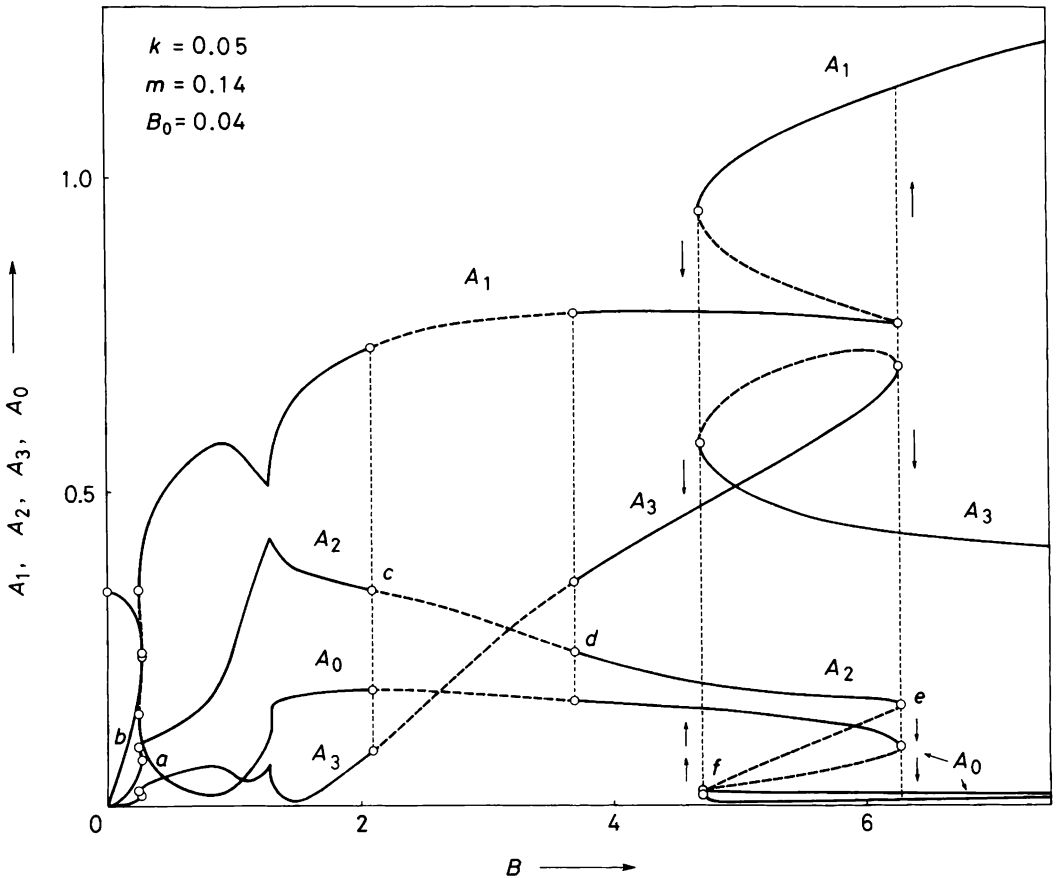 k = 0.05
m = 0.14
B₀ = 0.04
A₁
1.0
A₁
A₁, A₂, A₃, A₀
0.5
A₃
A₃
A₂
c
d
A₀
A₂
e
b
a
A₃
f
A₀
0
2
4
6
B